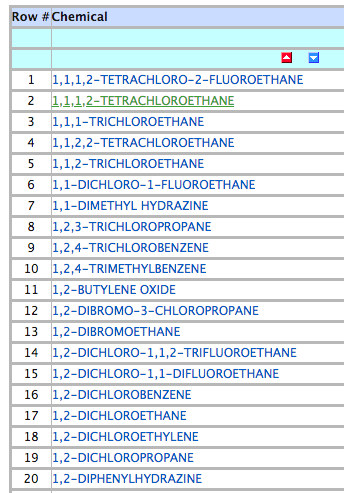 Row # Chemical
1 1,1,1,2-TETRACHLORO-2-FLUOROETHANE
2 1,1,1,2-TETRACHLOROETHANE
3 1,1,1-TRICHLOROETHANE
4 1,1,2,2-TETRACHLOROETHANE
5 1,1,2-TRICHLOROETHANE
6 1,1-DICHLORO-1-FLUOROETHANE
7 1,1-DIMETHYL HYDRAZINE
8 1,2,3-TRICHLOROPROPANE
9 1,2,4-TRICHLOROBENZENE
10 1,2,4-TRIMETHYLBENZENE
11 1,2-BUTYLENE OXIDE
12 1,2-DIBROMO-3-CHLOROPROPANE
13 1,2-DIBROMOETHANE
14 1,2-DICHLORO-1,1,2-TRIFLUOROETHANE
15 1,2-DICHLORO-1,1-DIFLUOROETHANE
16 1,2-DICHLOROBENZENE
17 1,2-DICHLOROETHANE
18 1,2-DICHLOROETHYLENE
19 1,2-DICHLOROPROPANE
20 1,2-DIPHENYLHYDRAZINE